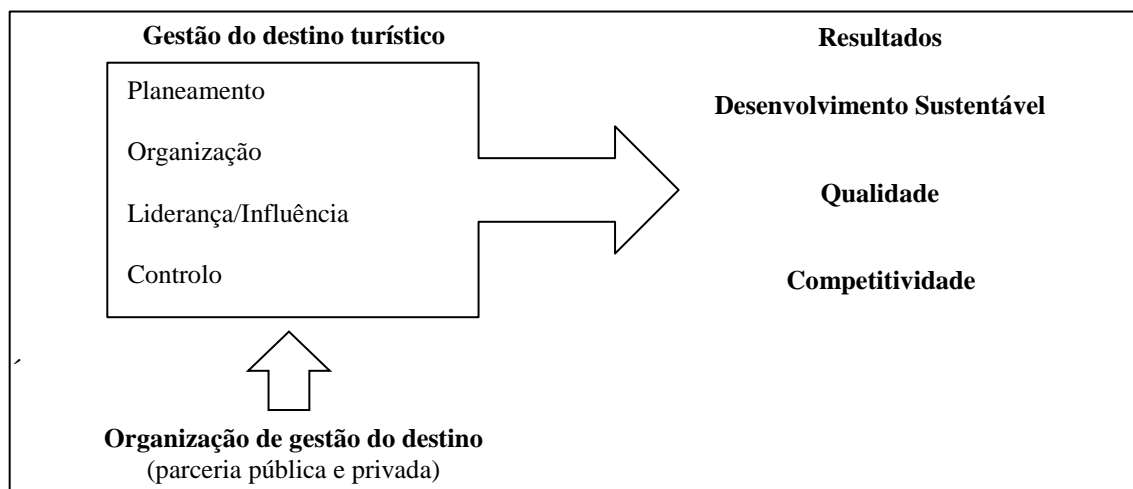 Gestão do destino turístico
Planeamento
Organização
Liderança/Influência
Controlo
Resultados
Desenvolvimento Sustentável
Qualidade
Competitividade
´
Organização de gestão do destino
(parceria pública e privada)